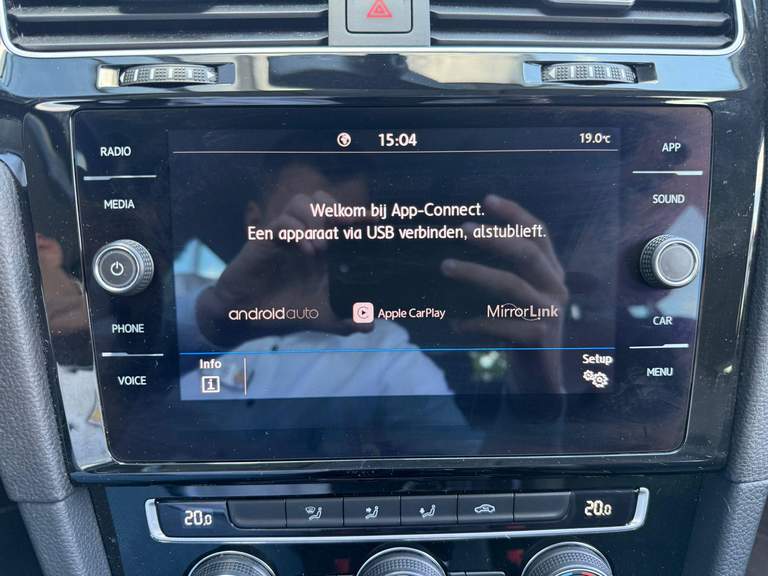 RADIO
MEDIA
PHONE
VOICE
15:04
19.0°C
Welkom bij App-Connect.
Een apparaat via USB verbinden, alstublieft.
androidauto
Apple CarPlay
MirrorLink
Info
Setup
APP
SOUND
CAR
MENU
20.0
20.0